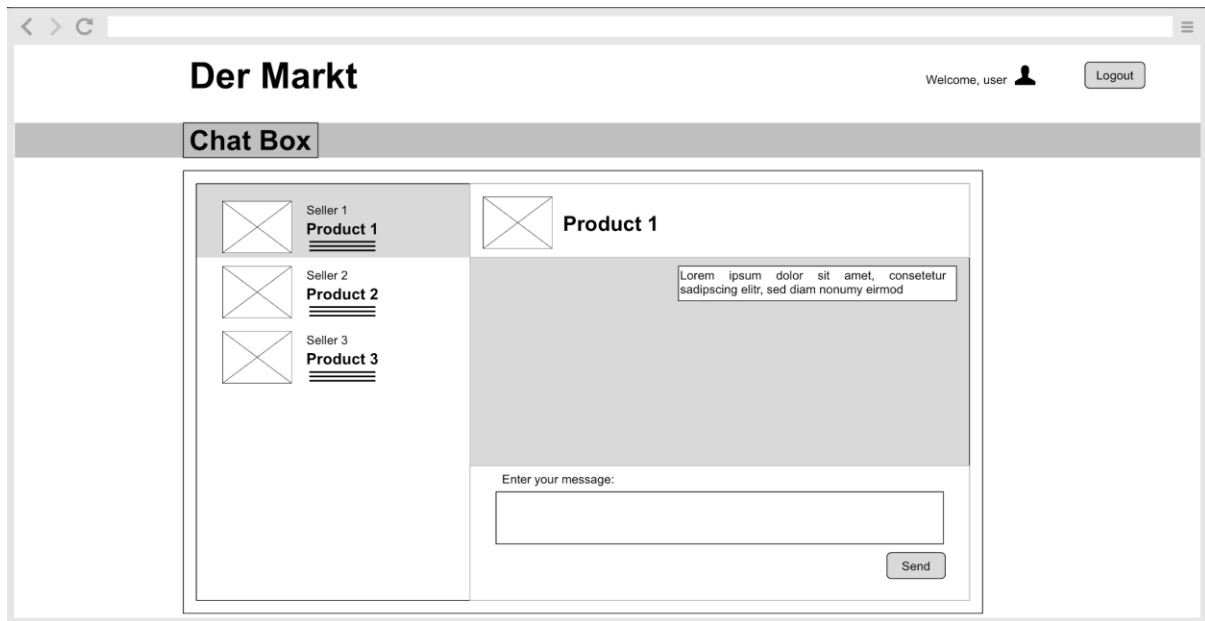 Der Markt
Welcome, user
Logout
Chat Box
Seller 1
Product 1
Seller 2
Product 2
Seller 3
Product 3
Product 1
Lorem ipsum dolor sit amet, consetetur
sadipscing elitr, sed diam nonumy eirmod
Enter your message:
Send